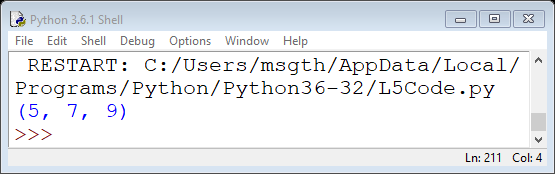 Python 3.6.1 Shell
File Edit Shell Debug Options Window Help
RESTART: C:/Users/msgth/AppData/Local/
Programs/Python/Python36-32/L5Code.py
(5, 7, 9)
>>>
Ln: 211 Col: 4